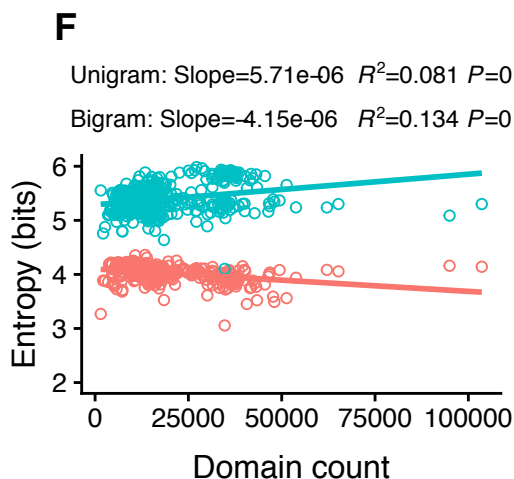 F
Unigram: Slope=5.71e-06 R²=0.081 P=0
Bigram: Slope=-4.15e-06 R²=0.134 P=0
6
5
4
3
2
Entropy (bits)
0 25000 50000 75000 100000
Domain count